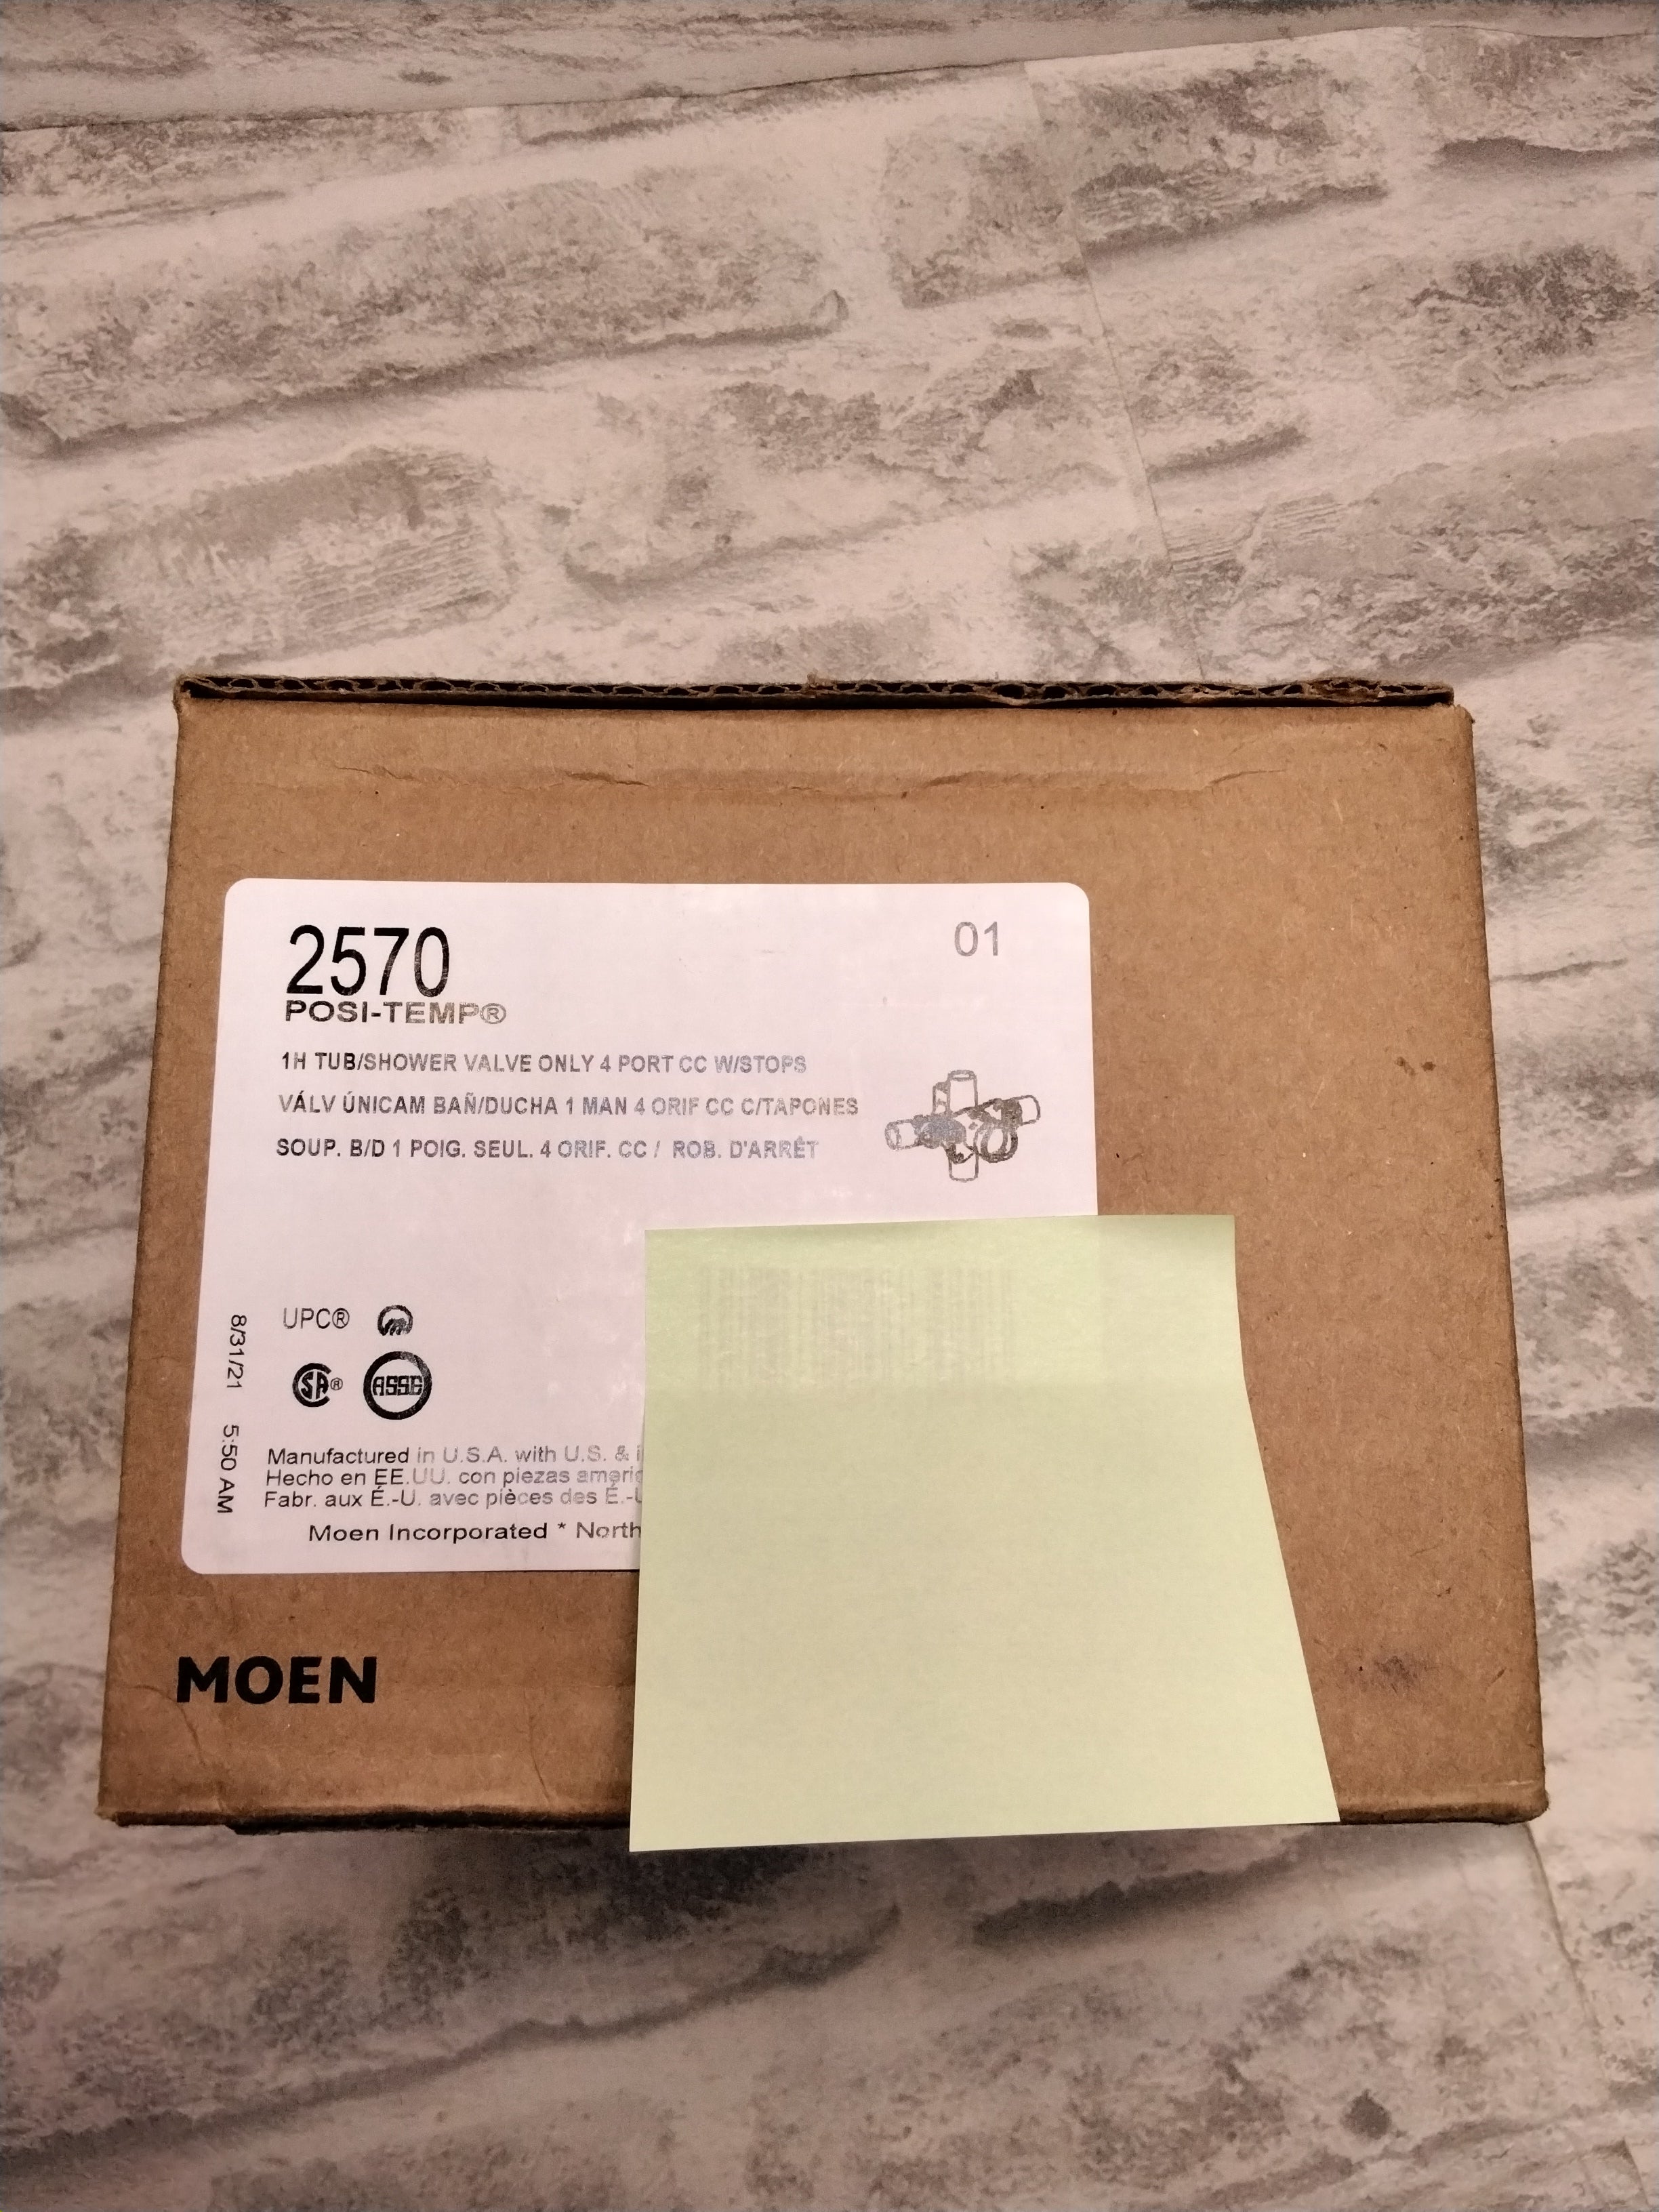 2570
01
POSI-TEMP®
1H TUB/SHOWER VALVE ONLY 4 PORT CC W/STOPS
VÁLV ÚNICAM BAÑ/DUCHA 1 MAN 4 ORIF CC C/TAPONES
SOUP. B/D 1 POIG. SEUL. 4 ORIF. CC / ROB. D'ARRÊT
8/31/21 5:50 AM
UPC®
SA®
ASSE
Manufactured in U.S.A. with U.S. &
Hecho en EE.UU. con piezas
Fabr. aux É.-U. avec pièces des
Moen Incorporated * North
MOEN